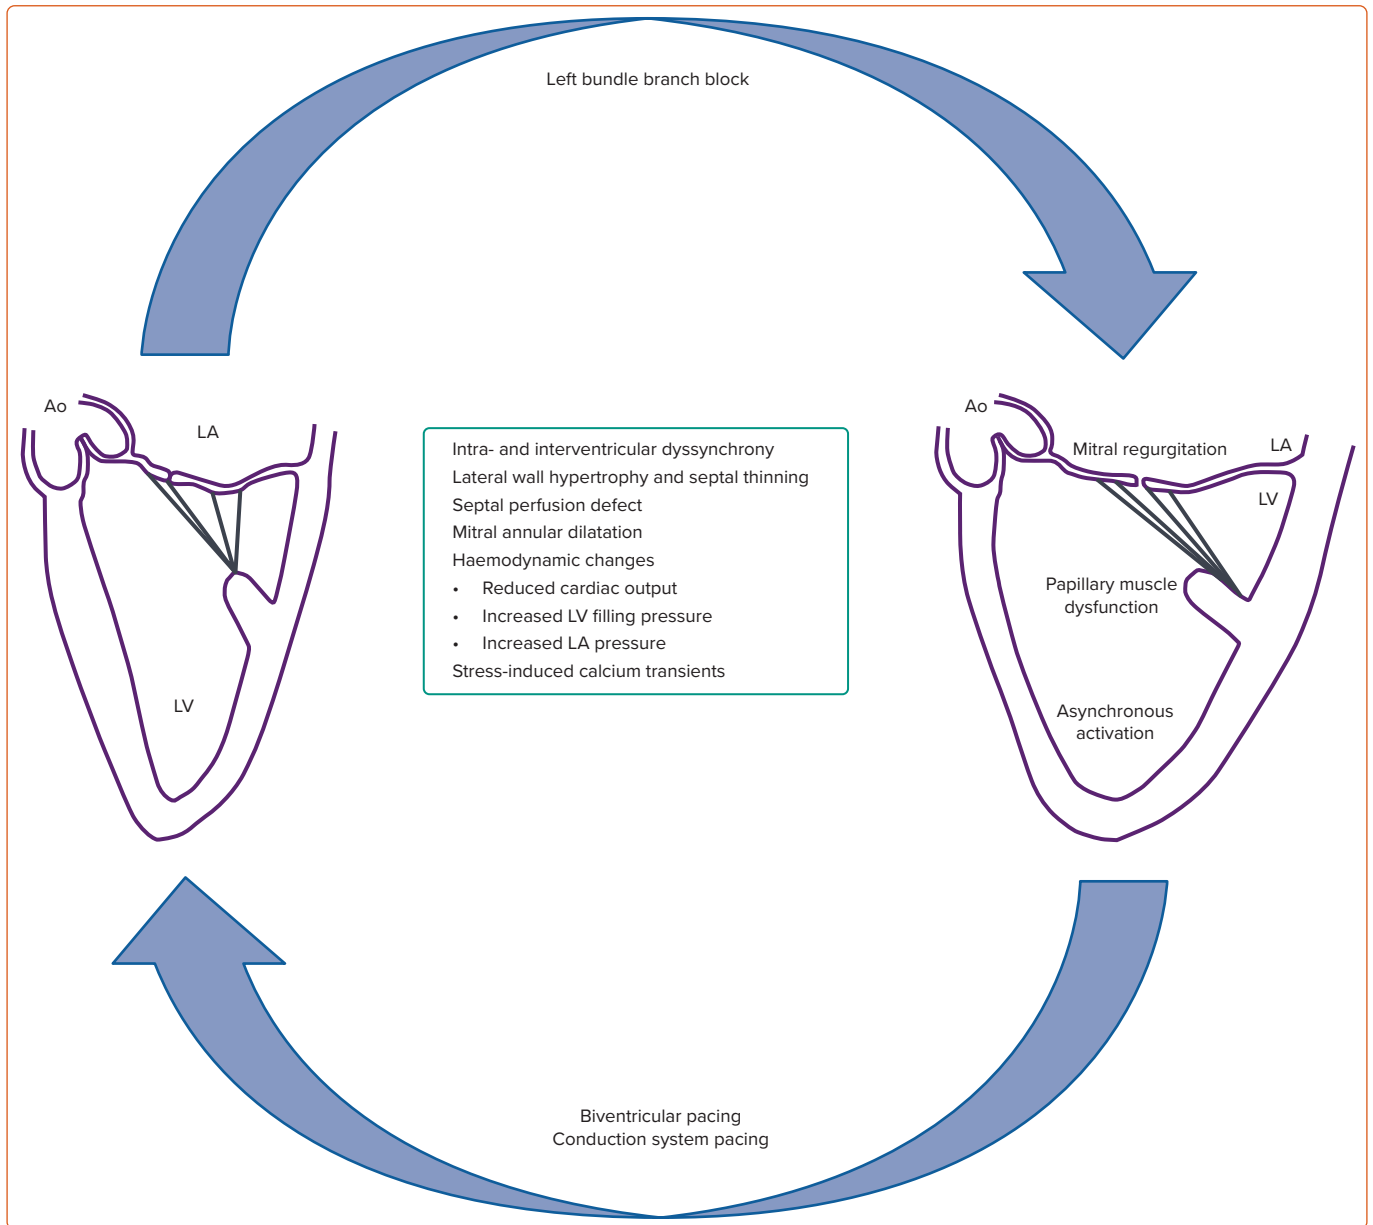 Left bundle branch block
Ao
LA
LV
Intra- and interventricular dyssynchrony
Lateral wall hypertrophy and septal thinning
Septal perfusion defect
Mitral annular dilatation
Haemodynamic changes
• Reduced cardiac output
• Increased LV filling pressure
• Increased LA pressure
Stress-induced calcium transients
Ao
Mitral regurgitation
LA
LV
Papillary muscle
dysfunction
Asynchronous
activation
Biventricular pacing
Conduction system pacing